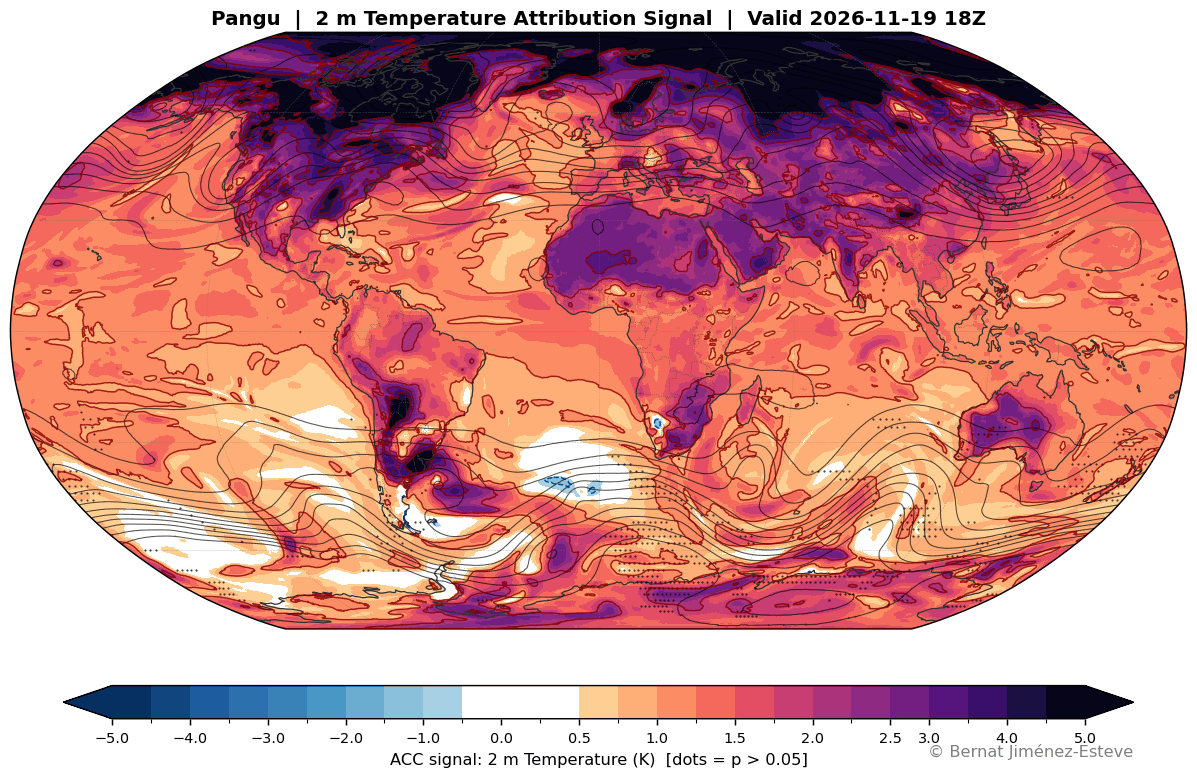 Pangu | 2 m Temperature Attribution Signal | Valid 2026-11-19 18Z
−5.0 −4.0 −3.0 −2.0 −1.0 0.0 0.5 1.0 1.5 2.0 2.5 3.0 4.0 5.0
© Bernat Jiménez-Esteve
ACC signal: 2 m Temperature (K) [dots = p > 0.05]